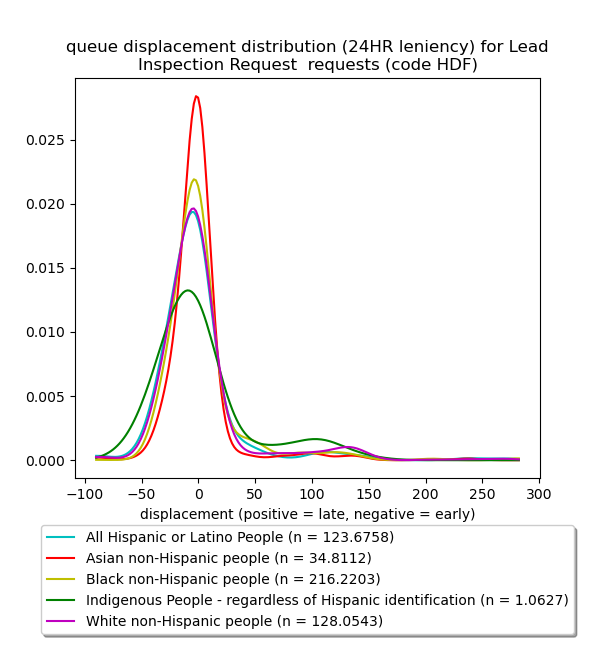 queue displacement distribution (24HR leniency) for Lead
Inspection Request  requests (code HDF)
0.025
0.020
0.015
0.010
0.005
0.000
−100 −50 0 50 100 150 200 250 300
displacement (positive = late, negative = early)
All Hispanic or Latino People (n = 123.6758)
Asian non-Hispanic people (n = 34.8112)
Black non-Hispanic people (n = 216.2203)
Indigenous People - regardless of Hispanic identification (n = 1.0627)
White non-Hispanic people (n = 128.0543)